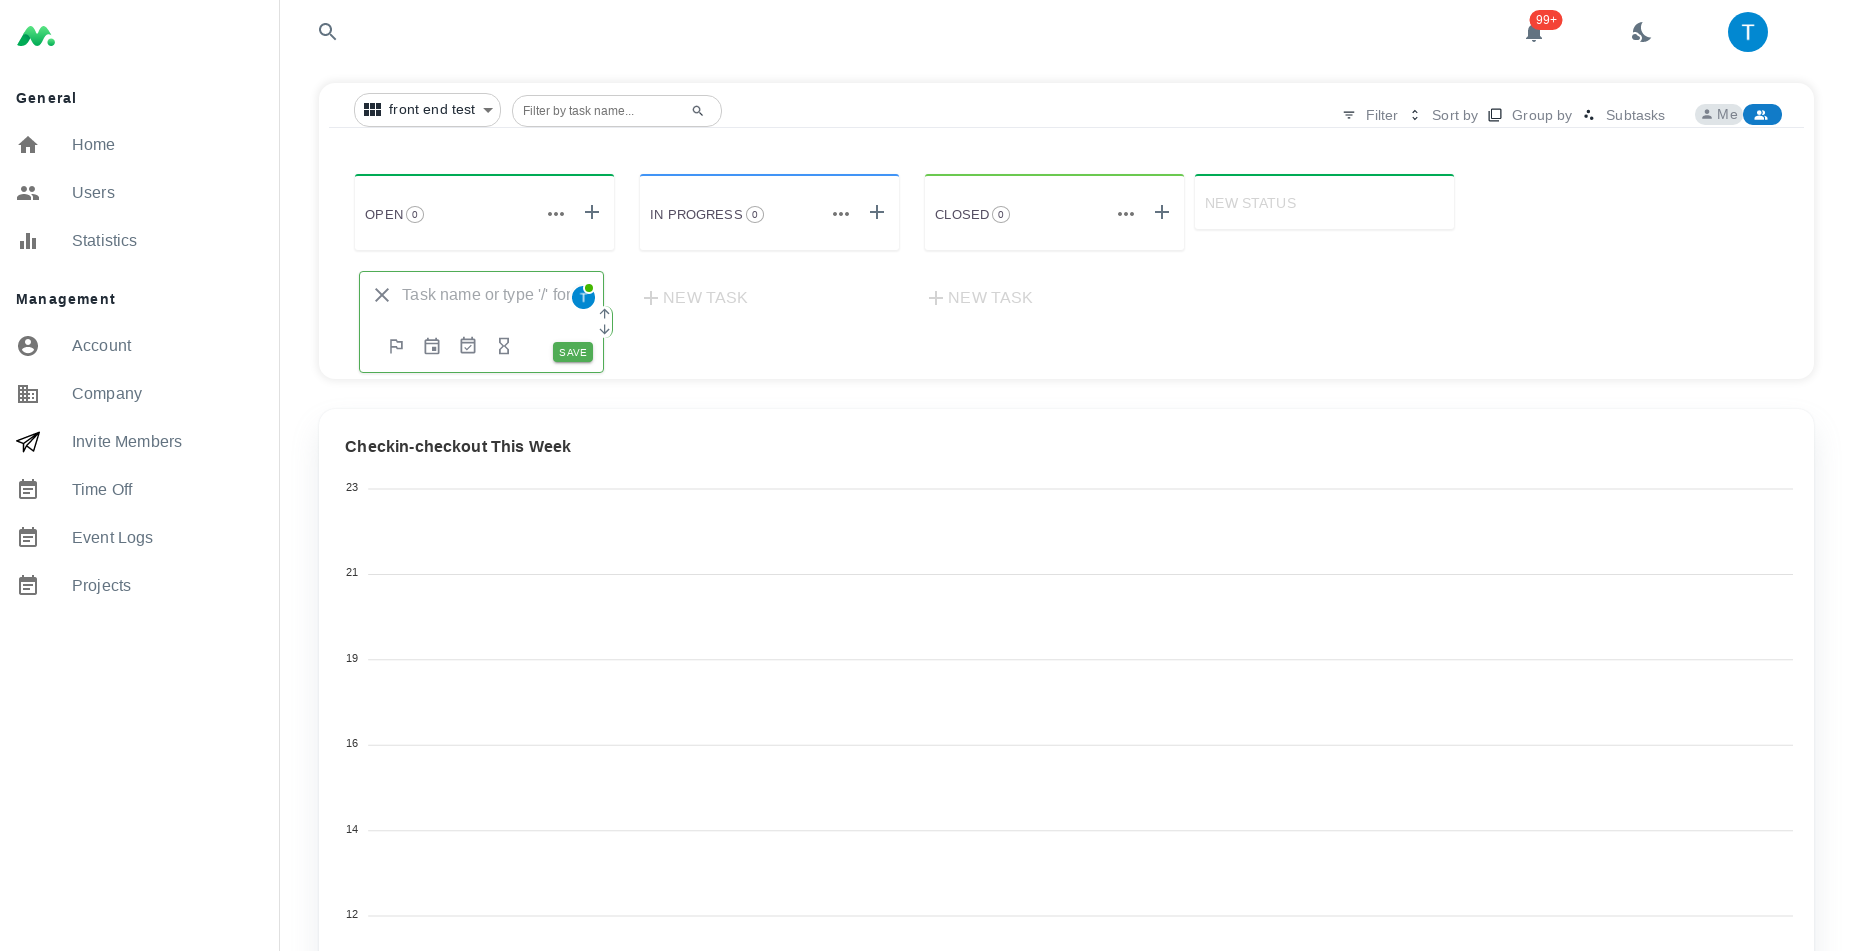 General
Home
Users
Statistics
Management
Account
Company
Invite Members
Time Off
Event Logs
Projects
99+
T
front end test
Filter by task name...
Filter
Sort by
Group by
Subtasks
Me
OPEN 0
IN PROGRESS 0
CLOSED 0
NEW STATUS
Task name or type '/' for
T
SAVE
NEW TASK
NEW TASK
Checkin-checkout This Week
23
21
19
16
14
12